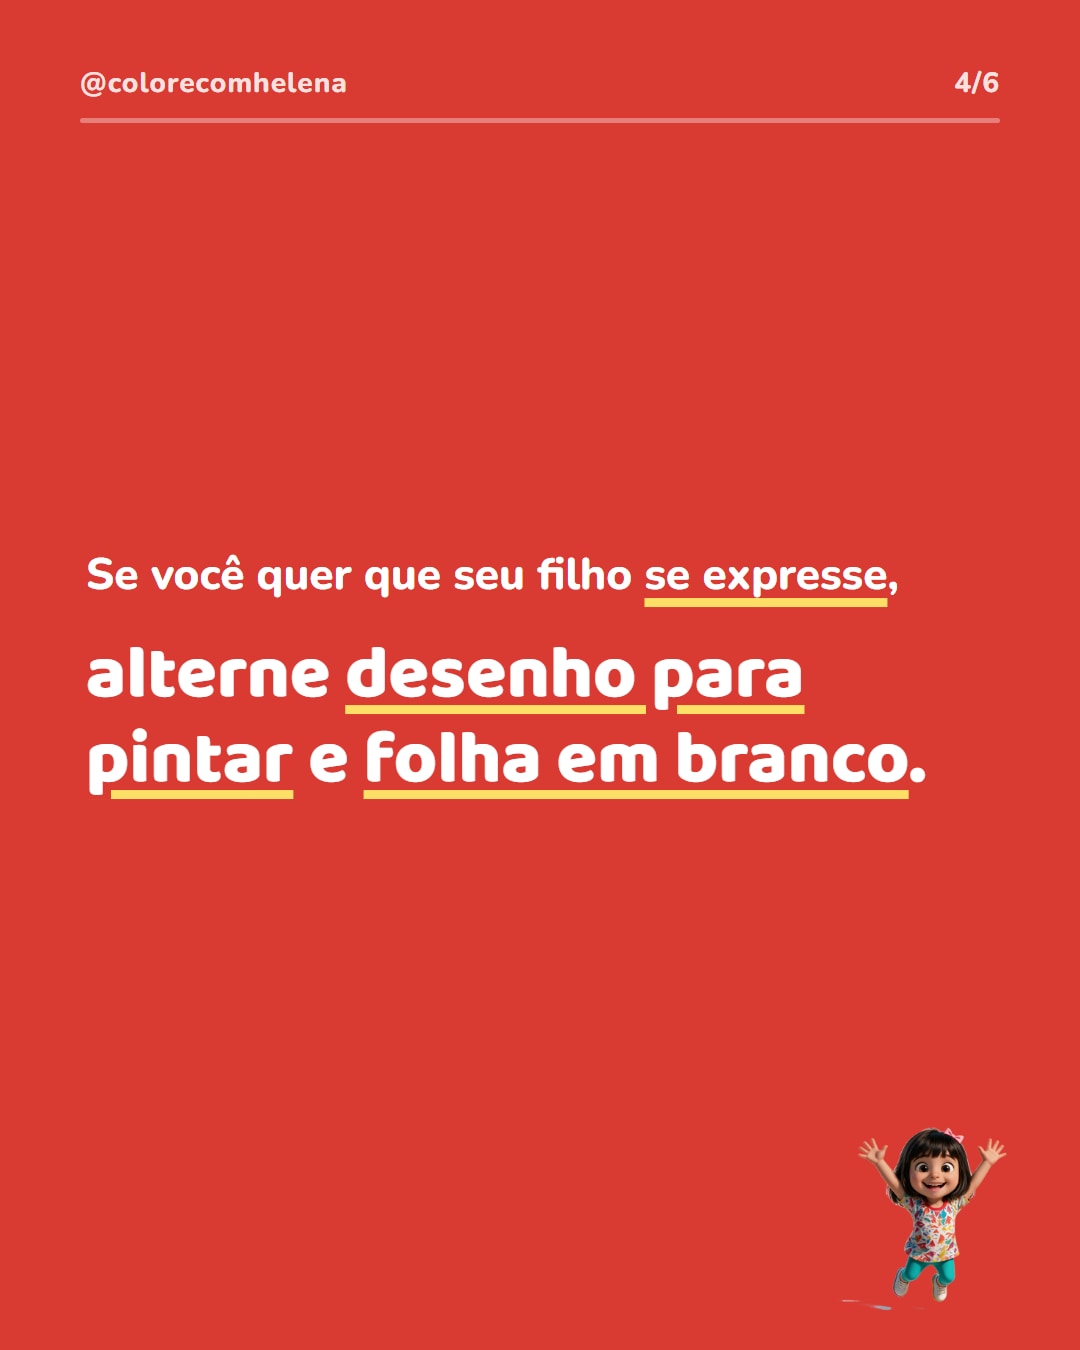 @colorecomhelena
4/6
Se você quer que seu filho se expresse,
alterne desenho para
pintar e folha em branco.